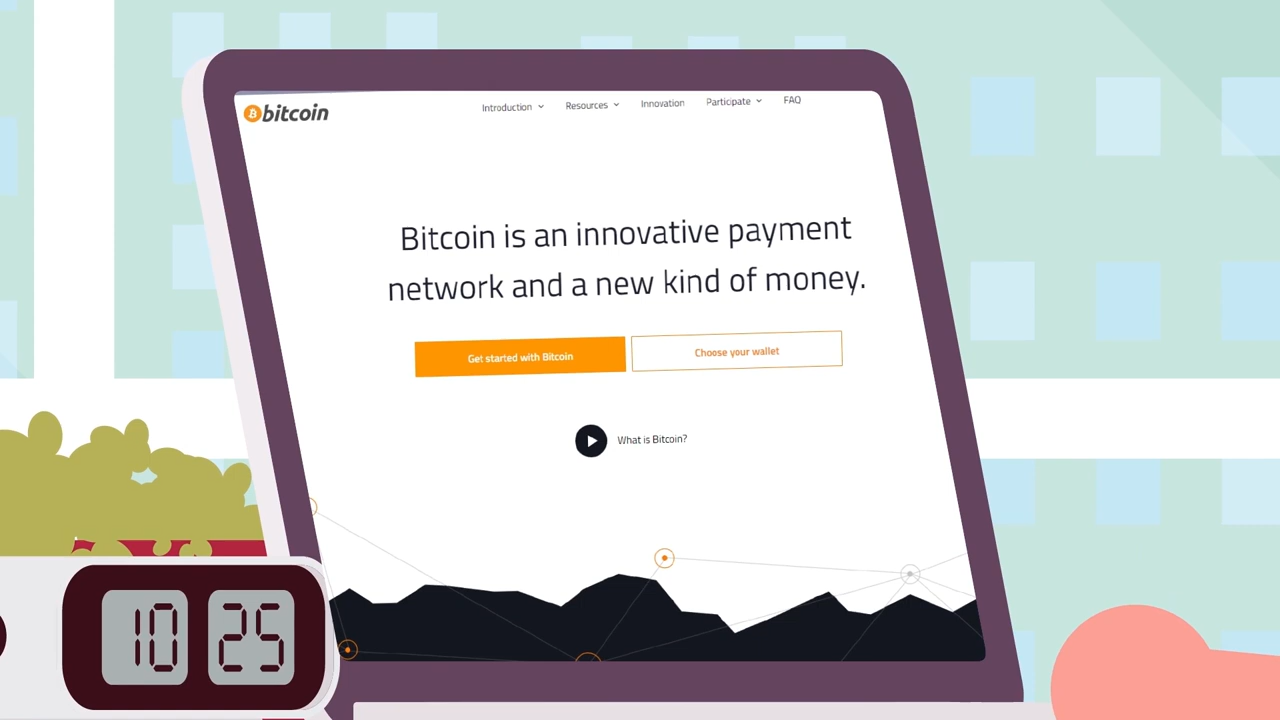 bitcoin
Introduction Resources Innovation Participate FAQ
Bitcoin is an innovative payment
network and a new kind of money.
Get started with Bitcoin Choose your wallet
What is Bitcoin?
10 25